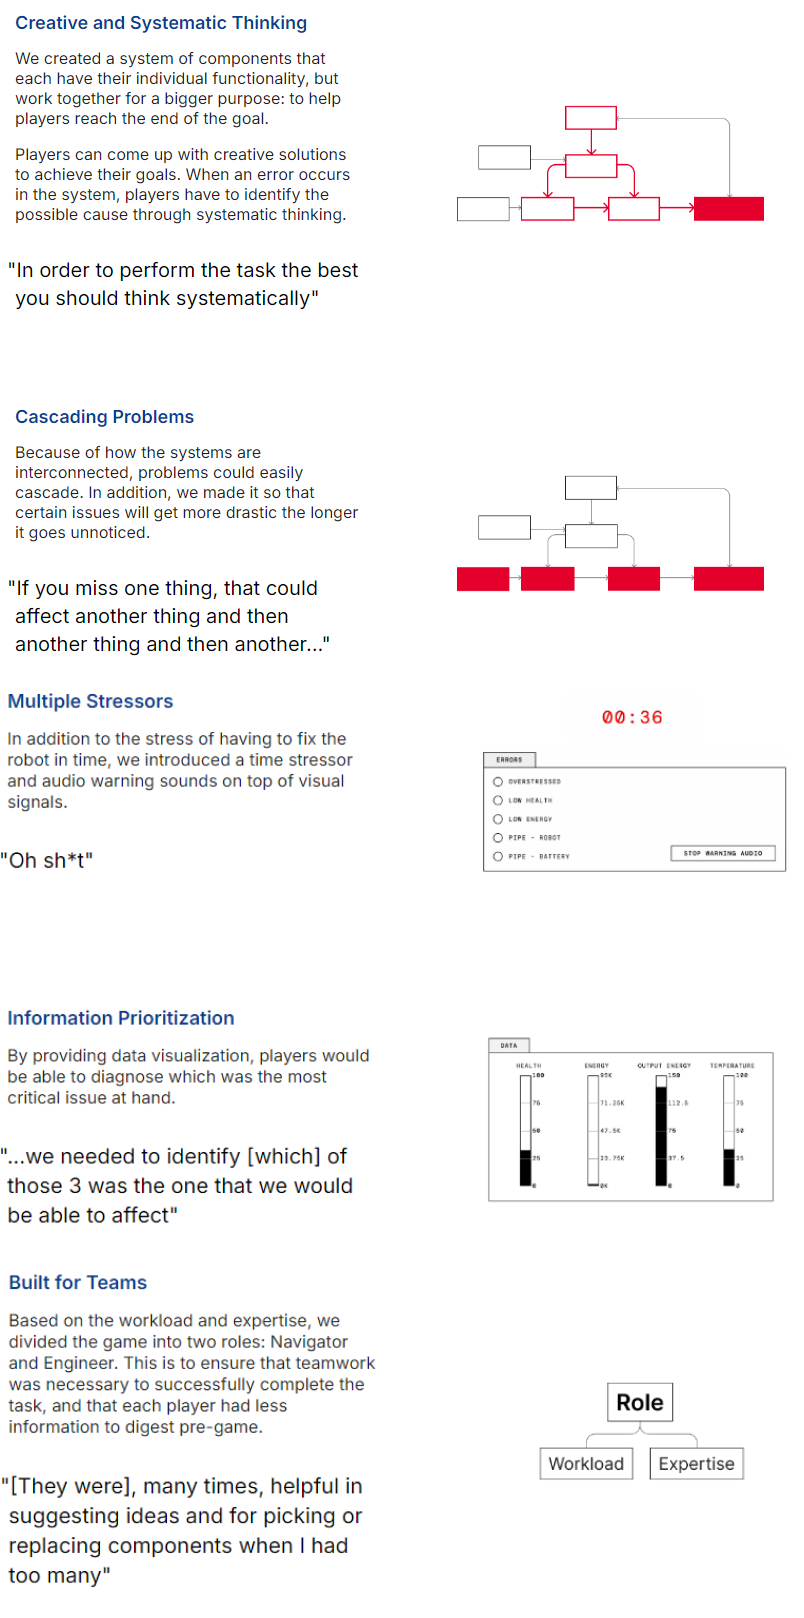 Creative and Systematic Thinking
We created a system of components that
each have their individual functionality, but
work together for a bigger purpose: to help
players reach the end of the goal.
Players can come up with creative solutions
to achieve their goals. When an error occurs
in the system, players have to identify the
possible cause through systematic thinking.
"In order to perform the task the best
you should think systematically"
Cascading Problems
Because of how the systems are
interconnected, problems could easily
cascade. In addition, we made it so that
certain issues will get more drastic the longer
it goes unnoticed.
"If you miss one thing, that could
affect another thing and then
another thing and then another..."
Multiple Stressors
In addition to the stress of having to fix the
robot in time, we introduced a time stressor
and audio warning sounds on top of visual
signals.
"Oh sh*t"
00:36
ERRORS
OVERSTRESSED
LOW HEALTH
LOW ENERGY
PIPE - ROBOT
PIPE - BATTERY
STOP WARNING AUDIO
Information Prioritization
By providing data visualization, players would
be able to diagnose which was the most
critical issue at hand.
"...we needed to identify [which] of
those 3 was the one that we would
be able to affect"
DATA
HEALTH ENERGY OUTPUT ENERGY TEMPERATURE
100 95K 150 100
75 71.25K 112.5 75
50 47.5K 75 50
25 23.75K 37.5 25
0 0K 0 0
Built for Teams
Based on the workload and expertise, we
divided the game into two roles: Navigator
and Engineer. This is to ensure that teamwork
was necessary to successfully complete the
task, and that each player had less
information to digest pre-game.
"[They were], many times, helpful in
suggesting ideas and for picking or
replacing components when I had
too many"
Role
Workload Expertise